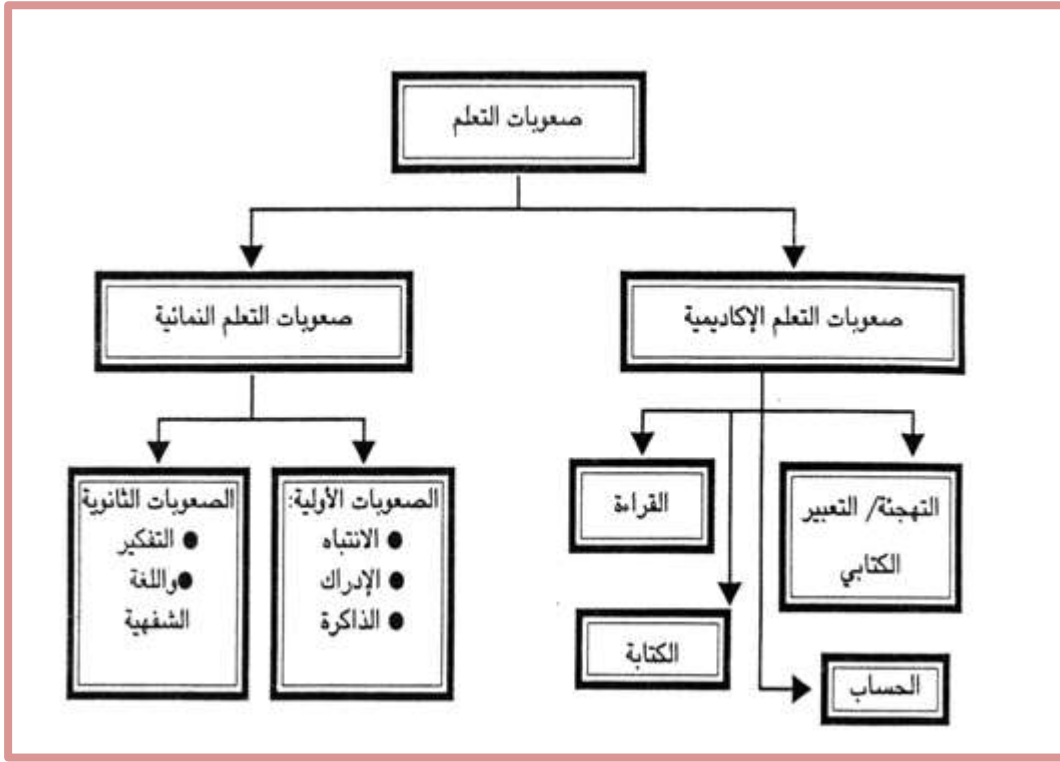 صعوبات التعلم
صعوبات التعلم الإكاديمية
صعوبات التعلم النمائية
التهجئة/ التعبير
الكتابي
القراءة
الكتابة
الحساب
الصعوبات الأولية:
● الانتباه
● الإدراك
● الذاكرة
الصعوبات الثانوية
● التفكير
●واللغة
الشفهية